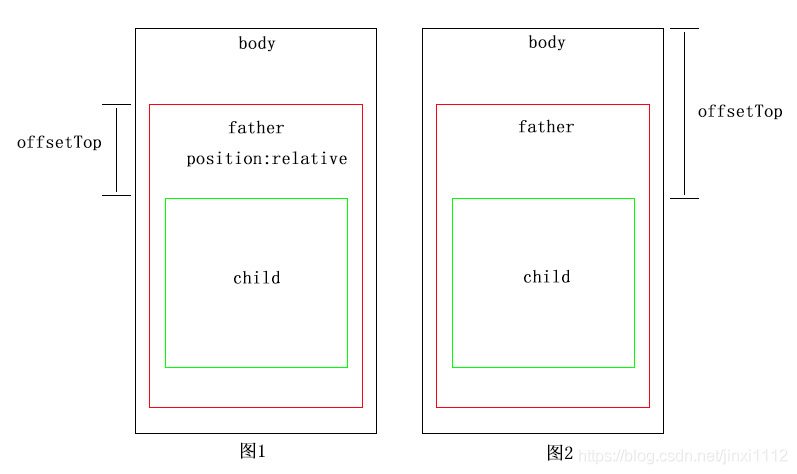 body
father
position:relative
offsetTop
child
图1
body
father
offsetTop
child
图2
https://blog.csdn.net/jinxi1112